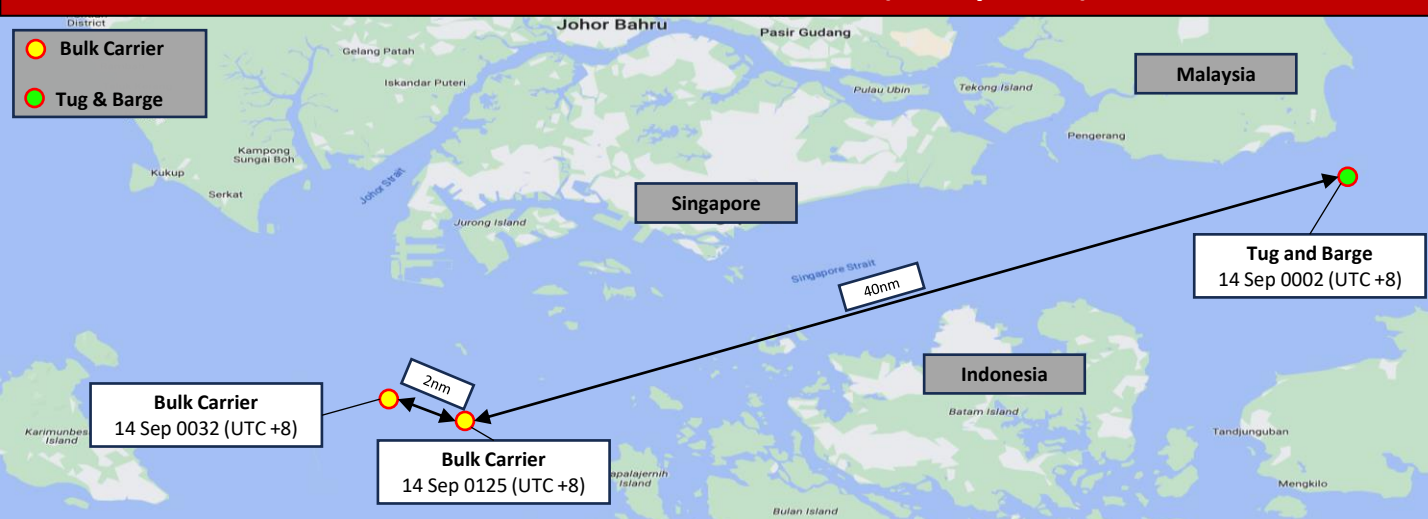 District
Johor Bahru
Pasir Gudang
Bulk Carrier
Gelang Patah
Malaysia
Iskandar Puteri
Pulau Ubin
Tekong Island
Tug & Barge
Pengerang
Kampong
Sungai Boh
Kukup
Johor Strait
Serkat
Singapore
Jurong Island
Tug and Barge
14 Sep 0002 (UTC +8)
Singapore Strait
40nm
Indonesia
2nm
Bulk Carrier
14 Sep 0032 (UTC +8)
Batam Island
Karimunbes
Island
Tandjunguban
Bulk Carrier
14 Sep 0125 (UTC +8)
apalajernih
Island
Mengkilo
Bulan Island